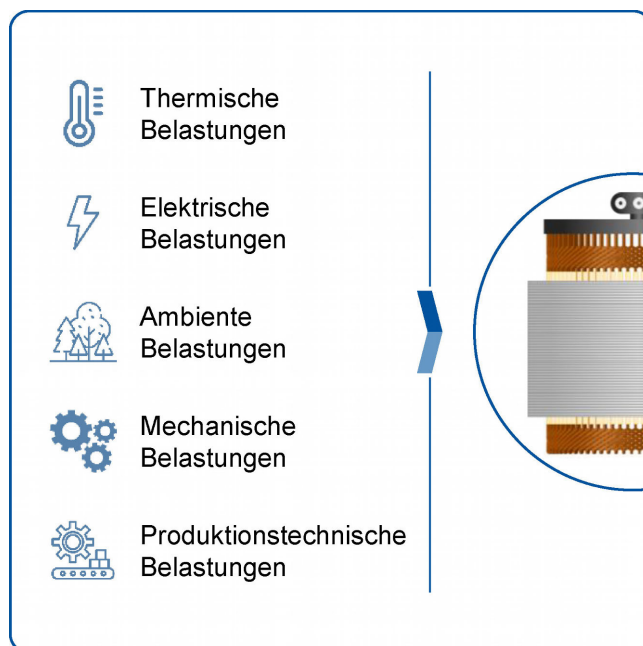 Thermische
Belastungen
Elektrische
Belastungen
Ambiente
Belastungen
Mechanische
Belastungen
Produktionstechnische
Belastungen